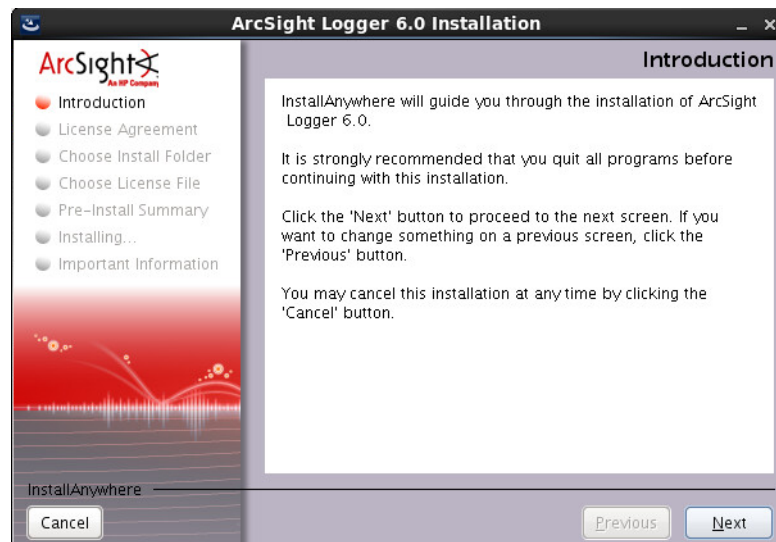 ArcSight Logger 6.0 Installation
ArcSight
An HP Company
Introduction
Introduction
License Agreement
Choose Install Folder
Choose License File
Pre-Install Summary
Installing...
Important Information
InstallAnywhere will guide you through the installation of ArcSight
Logger 6.0.
It is strongly recommended that you quit all programs before
continuing with this installation.
Click the 'Next' button to proceed to the next screen. If you
want to change something on a previous screen, click the
'Previous' button.
You may cancel this installation at any time by clicking the
'Cancel' button.
InstallAnywhere
Cancel
Previous
Next